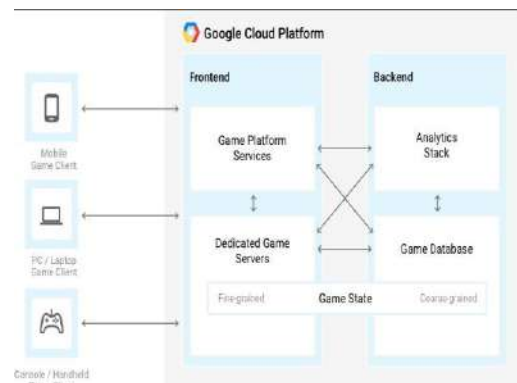 Google Cloud Platform
Frontend
Backend
Mobile
Game Client
Game Platform
Services
Analytics
Stack
PC / Laptop
Game Client
Dedicated Game
Servers
Game Database
Fine-grained
Game State
Coarse-grained
Console / Handheld